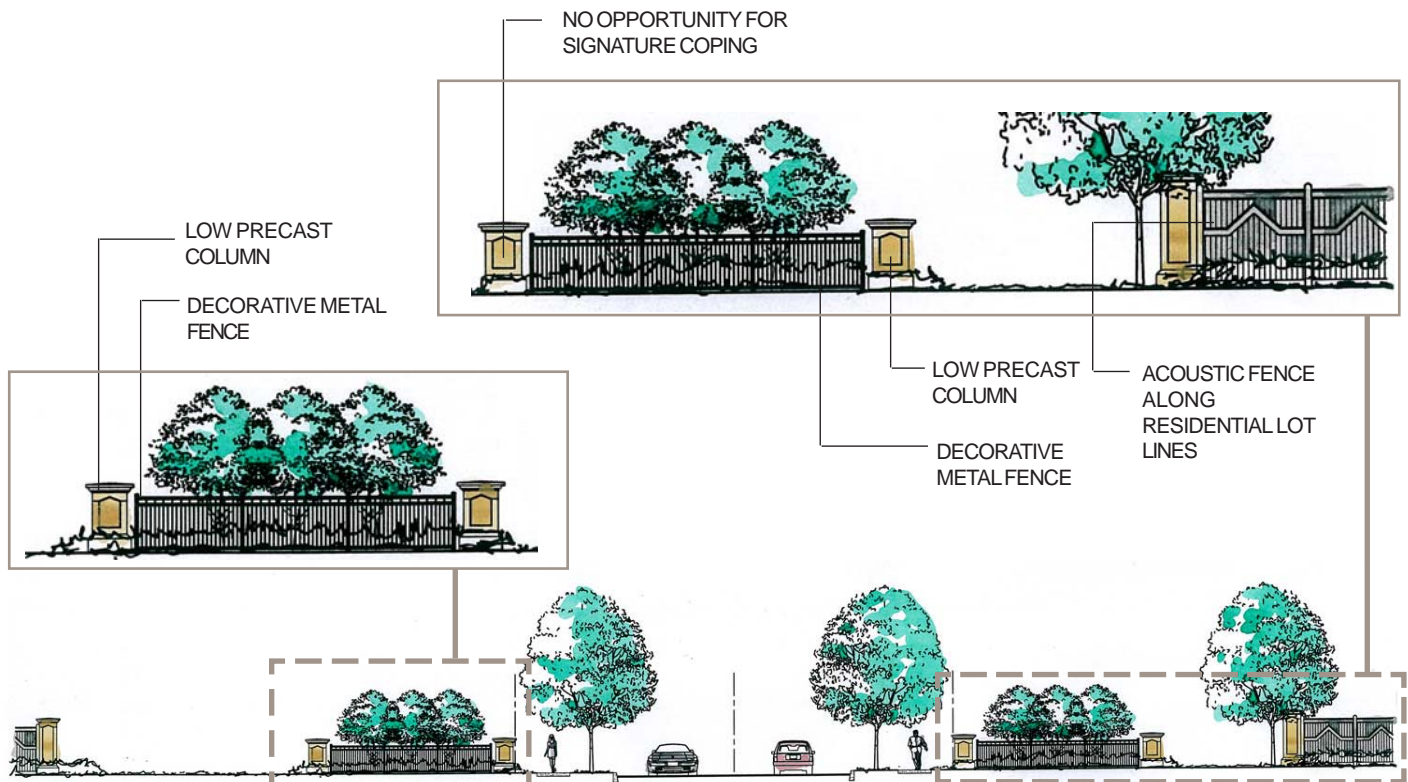 NO OPPORTUNITY FOR
SIGNATURE COPING
LOW PRECAST
COLUMN
DECORATIVE METAL
FENCE
LOW PRECAST
COLUMN
DECORATIVE
METAL FENCE
ACOUSTIC FENCE
ALONG
RESIDENTIAL LOT
LINES